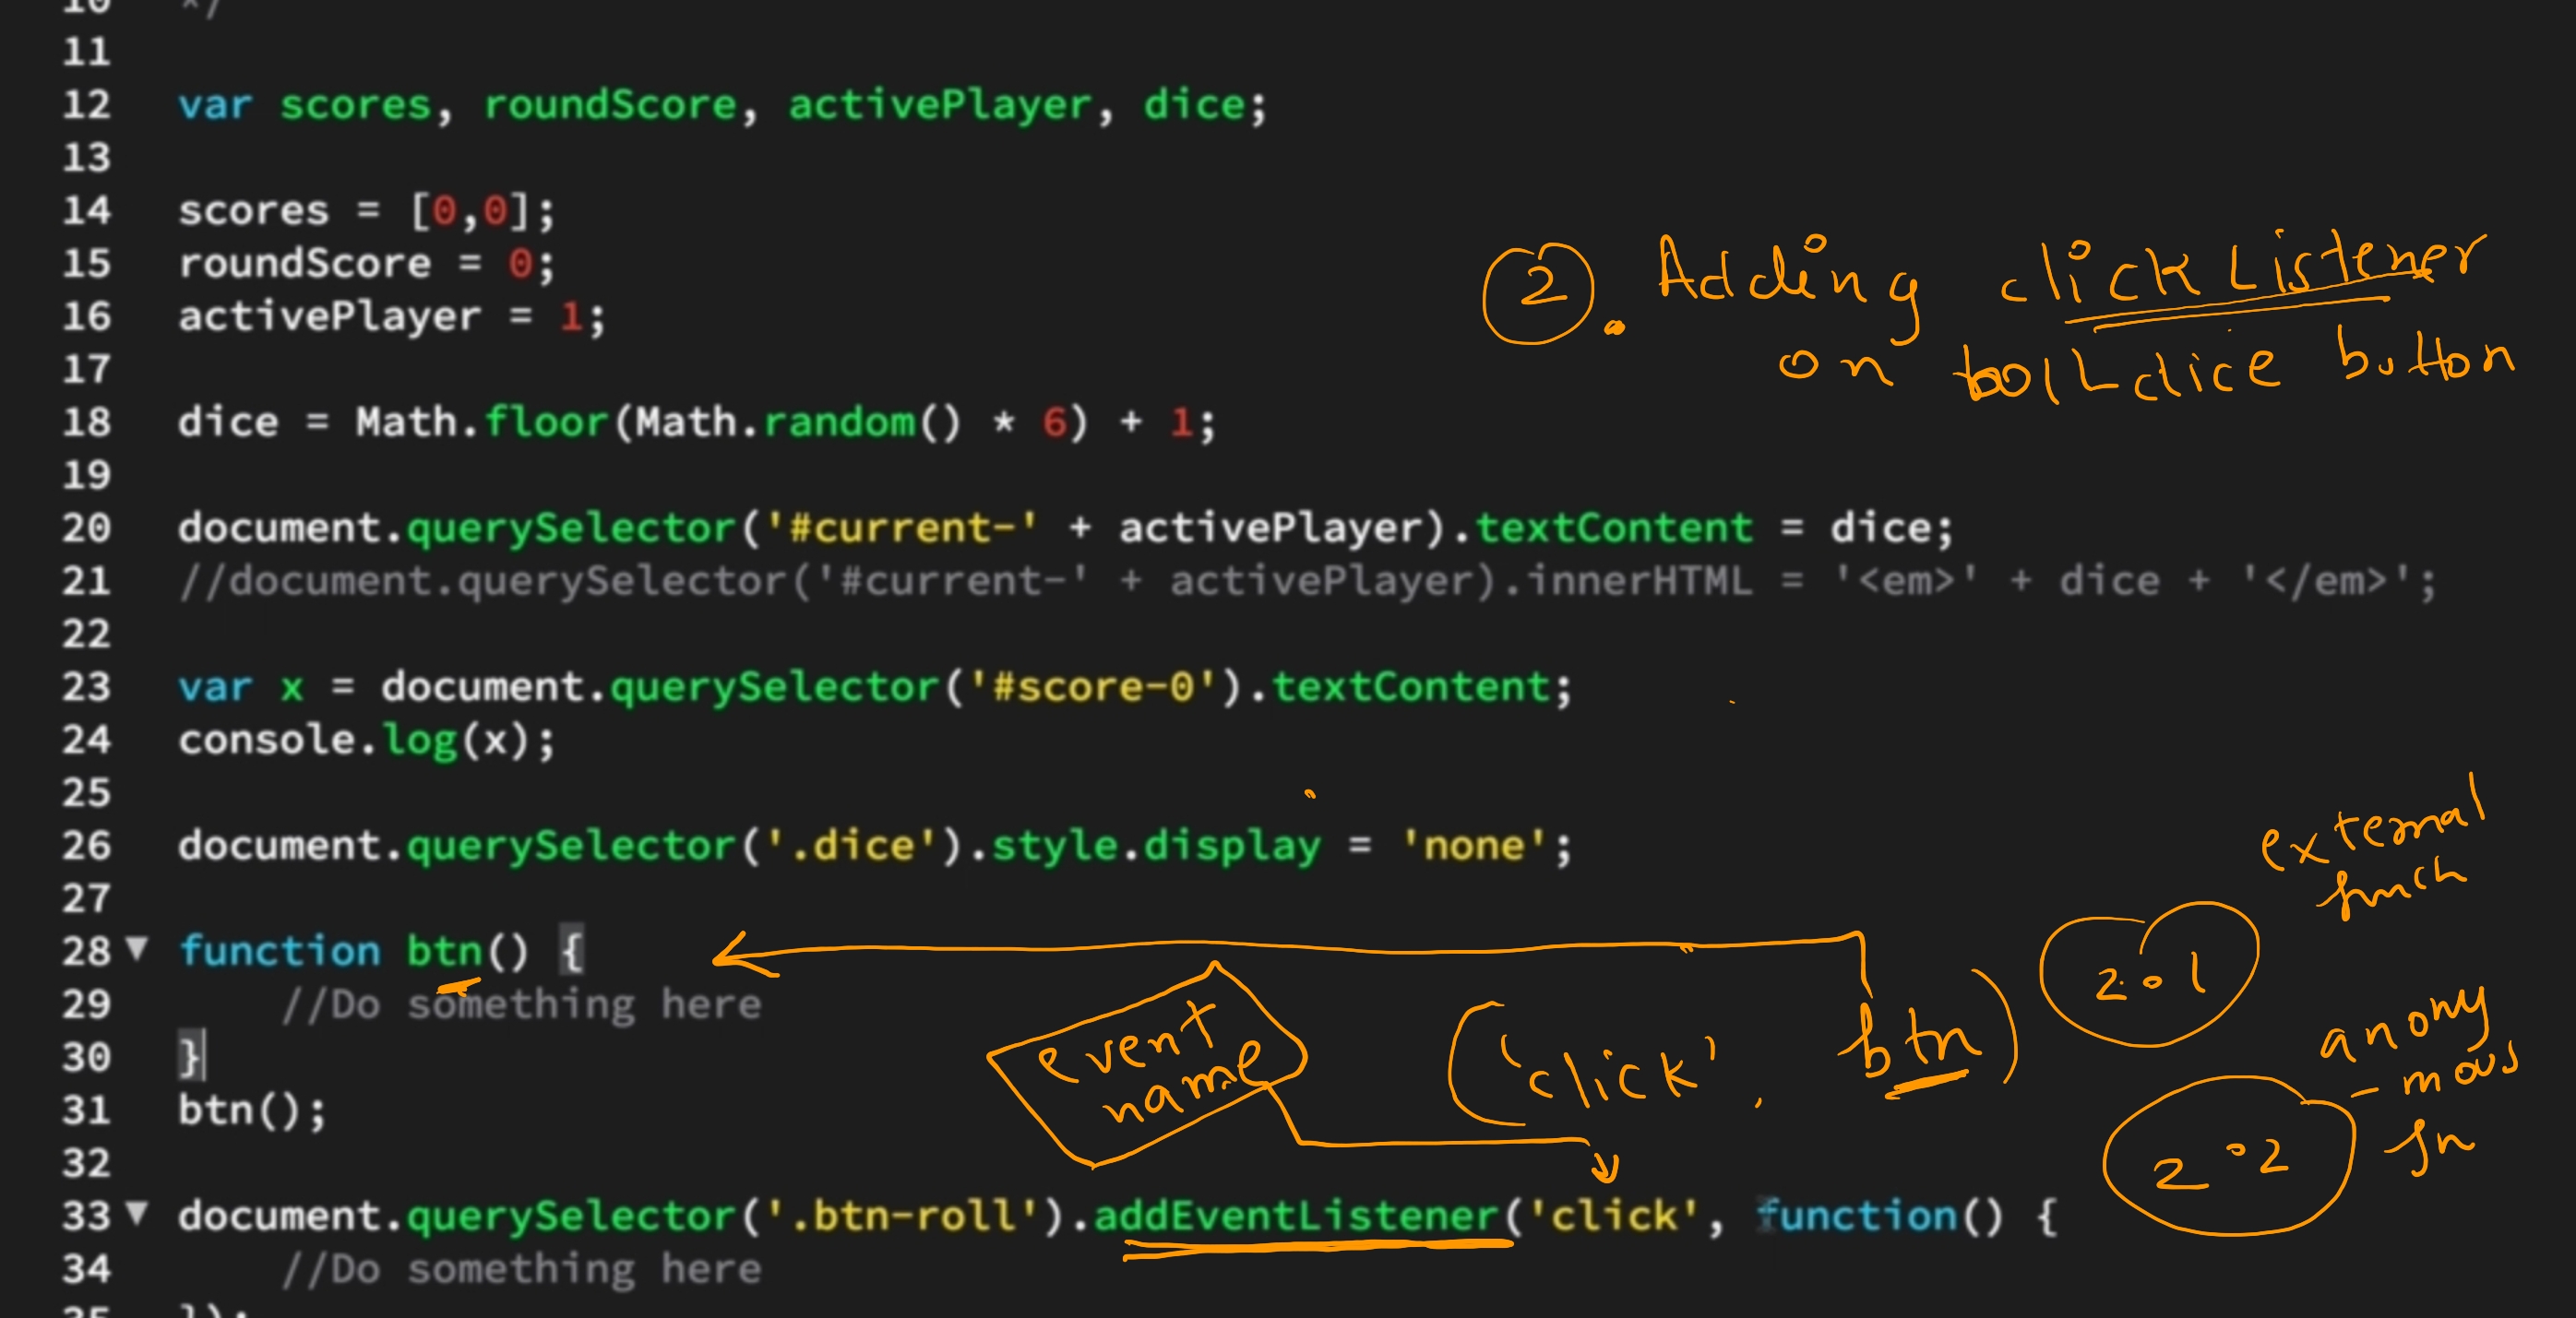 10 */
11
12 var scores, roundScore, activePlayer, dice;
13
14 scores = [0,0];
15 roundScore = 0;
16 activePlayer = 1;
17
② . Adding clickListener
on roll dice button
18 dice = Math.floor(Math.random() * 6) + 1;
19
20 document.querySelector('#current-' + activePlayer).textContent = dice;
21 //document.querySelector('#current-' + activePlayer).innerHTML = '<em>' + dice + '</em>';
22
23 var x = document.querySelector('#score-0').textContent;
24 console.log(x);
25
26 document.querySelector('.dice').style.display = 'none';
27
external
28 function btn() {
2.1
29 //Do something here
event
name
('click', btn)
anony
-mous
fn
30 }
31 btn();
32
2.2
33 document.querySelector('.btn-roll').addEventListener('click', function() {
34 //Do something here
35 });